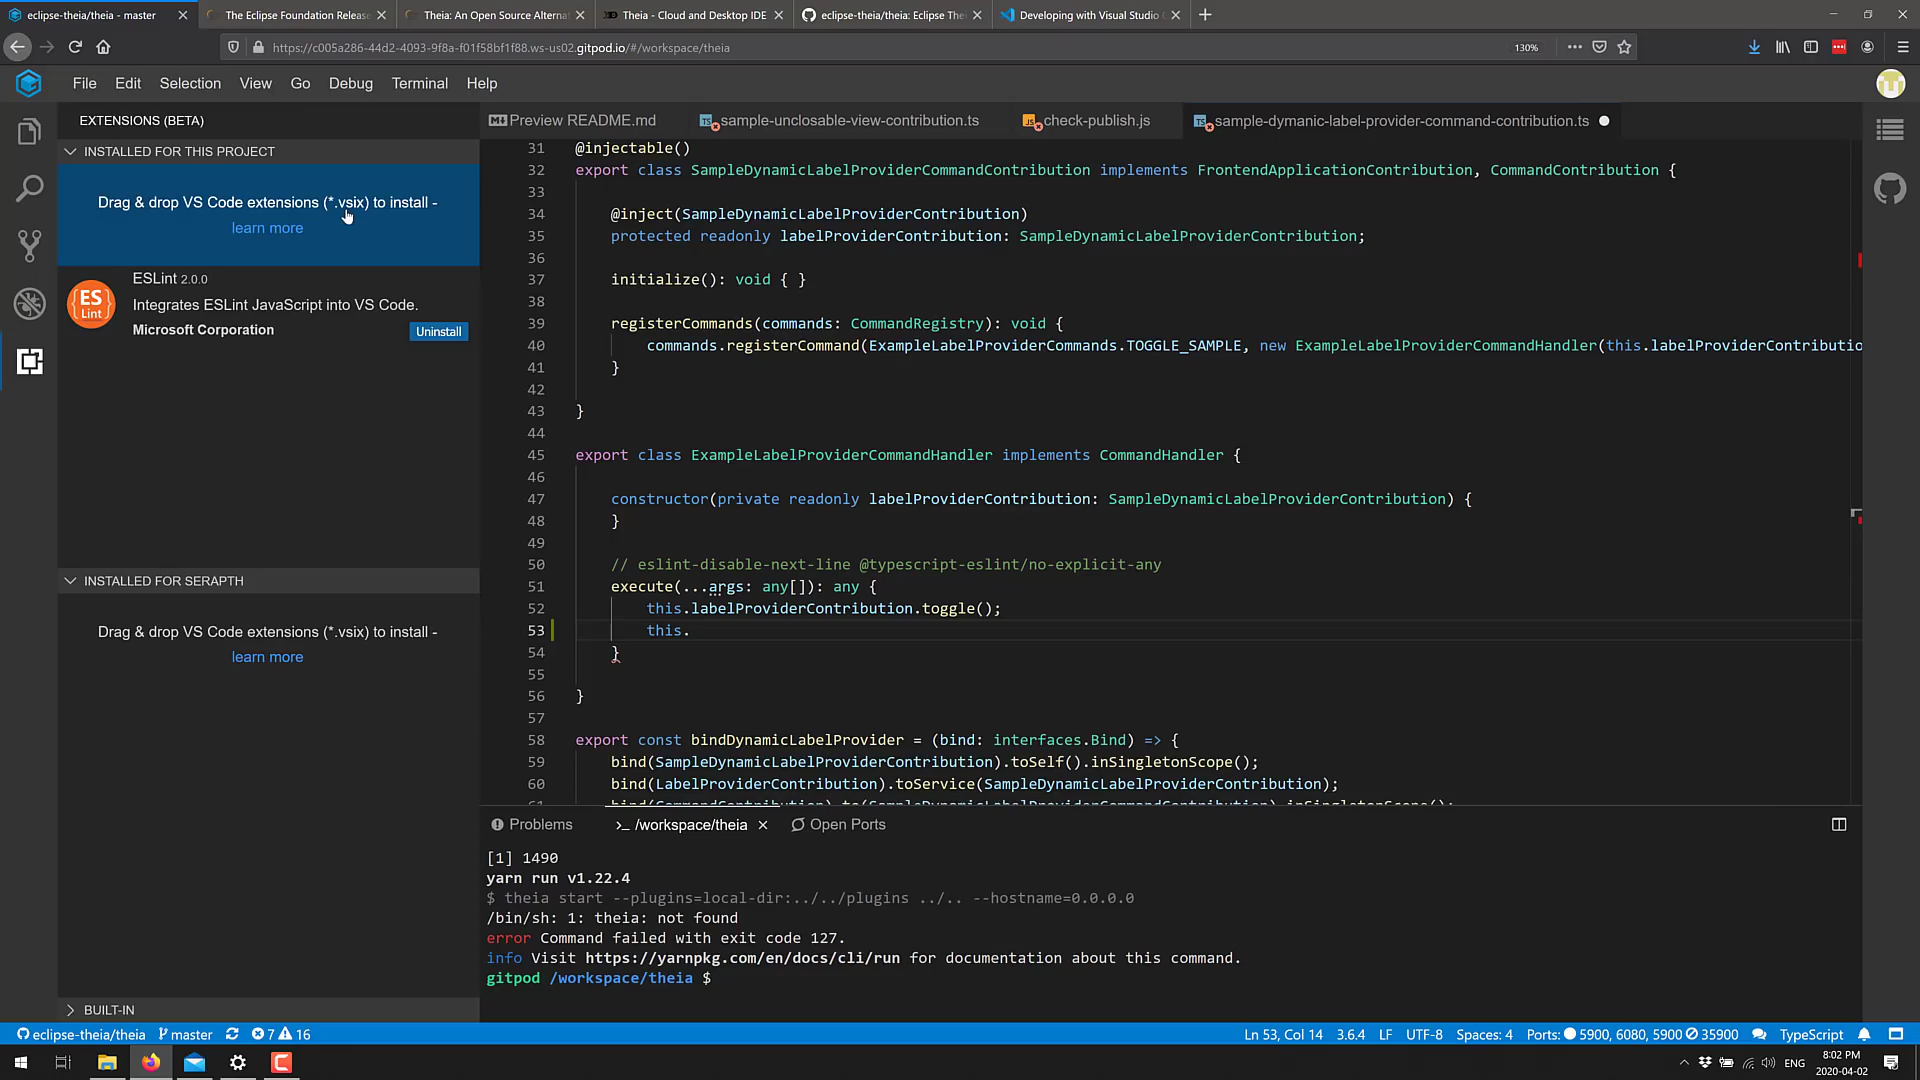 eclipse-theia/theia - master
The Eclipse Foundation Release
Theia: An Open Source Alternat
Theia - Cloud and Desktop IDE
eclipse-theia/theia: Eclipse The
Developing with Visual Studio
https://c005a286-44d2-4093-9f8a-f01f58bf1f88.ws-us02.gitpod.io/#/workspace/theia
130%
File Edit Selection View Go Debug Terminal Help
EXTENSIONS (BETA)
INSTALLED FOR THIS PROJECT
Drag & drop VS Code extensions (*.vsix) to install -
learn more
ES
Lint
ESLint 2.0.0
Integrates ESLint JavaScript into VS Code.
Microsoft Corporation
Uninstall
INSTALLED FOR SERAPTH
Drag & drop VS Code extensions (*.vsix) to install -
learn more
BUILT-IN
Preview README.md
TS sample-unclosable-view-contribution.ts
JS check-publish.js
TS sample-dymanic-label-provider-command-contribution.ts
31 @injectable()
32 export class SampleDynamicLabelProviderCommandContribution implements FrontendApplicationContribution, CommandContribution {
33
34 @inject(SampleDynamicLabelProviderContribution)
35 protected readonly labelProviderContribution: SampleDynamicLabelProviderContribution;
36
37 initialize(): void { }
38
39 registerCommands(commands: CommandRegistry): void {
40 commands.registerCommand(ExampleLabelProviderCommands.TOGGLE_SAMPLE, new ExampleLabelProviderCommandHandler(this.labelProviderContributio
41 }
42
43 }
44
45 export class ExampleLabelProviderCommandHandler implements CommandHandler {
46
47 constructor(private readonly labelProviderContribution: SampleDynamicLabelProviderContribution) {
48 }
49
50 // eslint-disable-next-line @typescript-eslint/no-explicit-any
51 execute(...args: any[]): any {
52 this.labelProviderContribution.toggle();
53 this.
54 }
55
56 }
57
58 export const bindDynamicLabelProvider = (bind: interfaces.Bind) => {
59 bind(SampleDynamicLabelProviderContribution).toSelf().inSingletonScope();
60 bind(LabelProviderContribution).toService(SampleDynamicLabelProviderContribution);
61 bind(CommandContribution).to(SampleDynamicLabelProviderCommandContribution).inSingletonScope();
Problems
>_ /workspace/theia
Open Ports
[1] 1490
yarn run v1.22.4
$ theia start --plugins=local-dir:../../plugins ../.. --hostname=0.0.0.0
/bin/sh: 1: theia: not found
error Command failed with exit code 127.
info Visit https://yarnpkg.com/en/docs/cli/run for documentation about this command.
gitpod /workspace/theia $
eclipse-theia/theia master 7 16
Ln 53, Col 14 3.6.4 LF UTF-8 Spaces: 4 Ports: 5900, 6080, 5900 35900 TypeScript
ENG
8:02 PM
2020-04-02